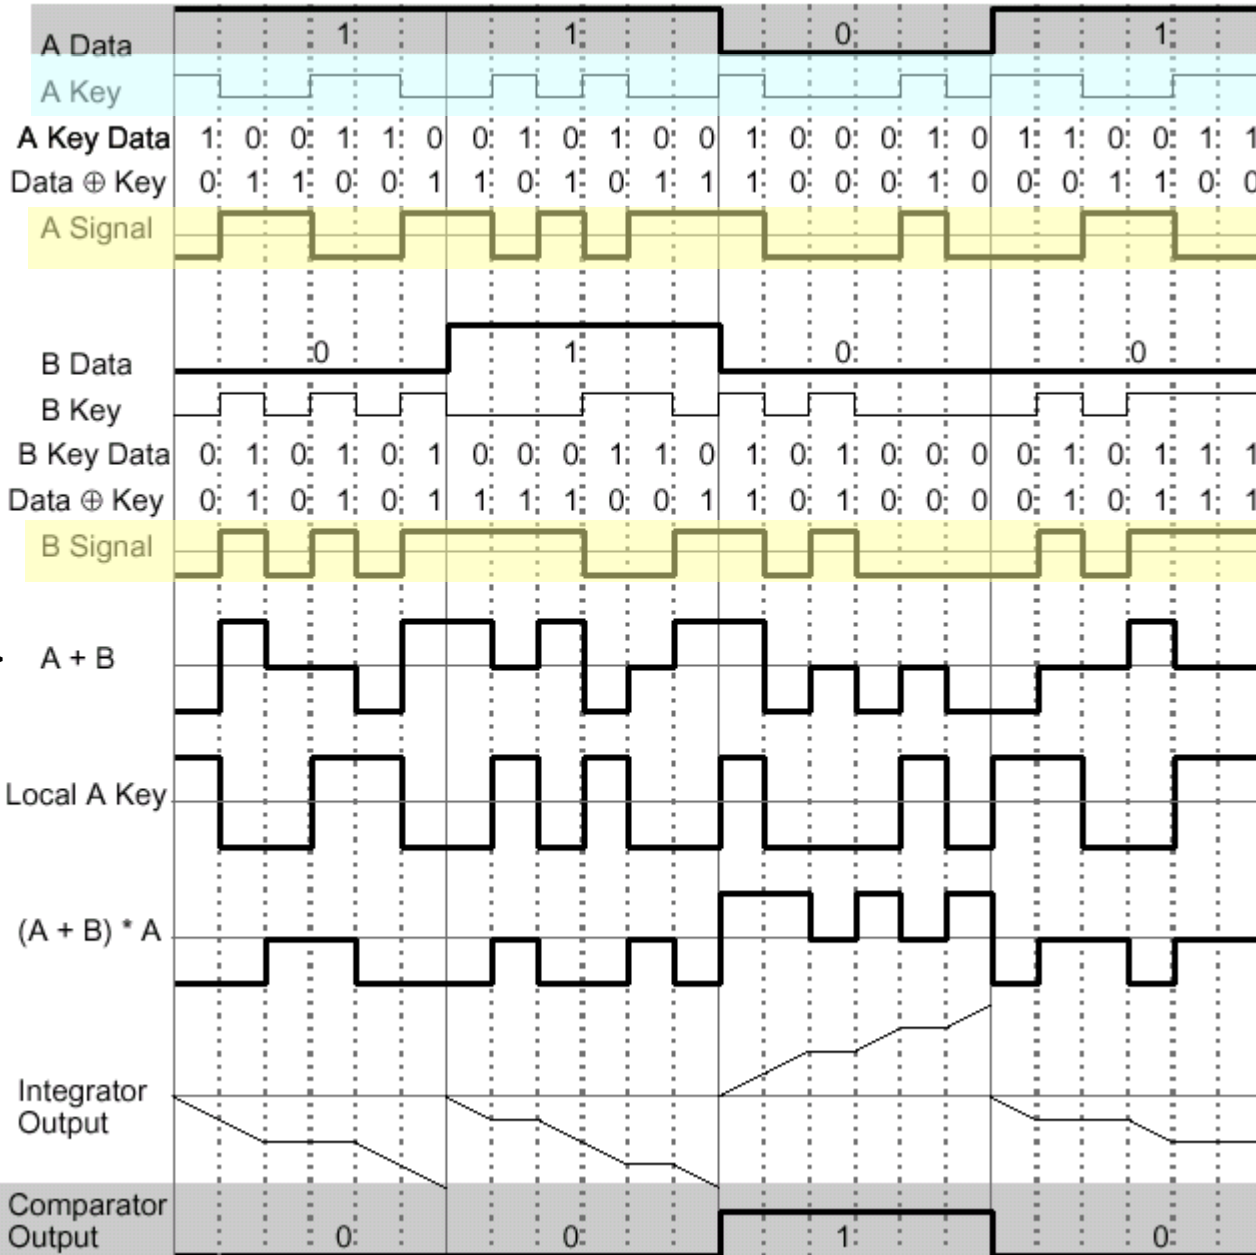 A Data 1 1 0 1
A Key
A Key Data 1 0 0 1 1 0 0 1 0 1 0 0 1 0 0 0 1 0 1 1 0 0 1 1
Data ⊕ Key 0 1 1 0 0 1 1 0 1 0 1 1 1 0 0 0 1 0 0 0 1 1 0 0
A Signal
B Data 0 1 0 0
B Key
B Key Data 0 1 0 1 0 1 0 0 0 1 1 0 1 0 1 0 0 0 0 1 0 1 1 1
Data ⊕ Key 0 1 0 1 0 1 1 1 1 0 0 1 1 0 1 0 0 0 0 1 0 1 1 1
B Signal
A + B
Local A Key
(A + B) * A
Integrator
Output
Comparator
Output 0 0 1 0